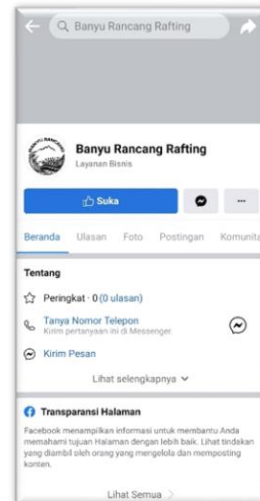 Banyu Rancang Rafting
BANYU RANCANG
Banyu Rancang Rafting
Layanan Bisnis
Suka
Beranda Ulasan Foto Postingan Komunita
Tentang
Peringkat · 0 (0 ulasan)
Tanya Nomor Telepon
Kirim pertanyaan ini di Messenger.
Kirim Pesan
Lihat selengkapnya
Transparansi Halaman
Facebook menampilkan informasi untuk membantu Anda
memahami tujuan Halaman dengan lebih baik. Lihat tindakan
yang diambil oleh orang yang mengelola dan memposting
konten.
Lihat Semua